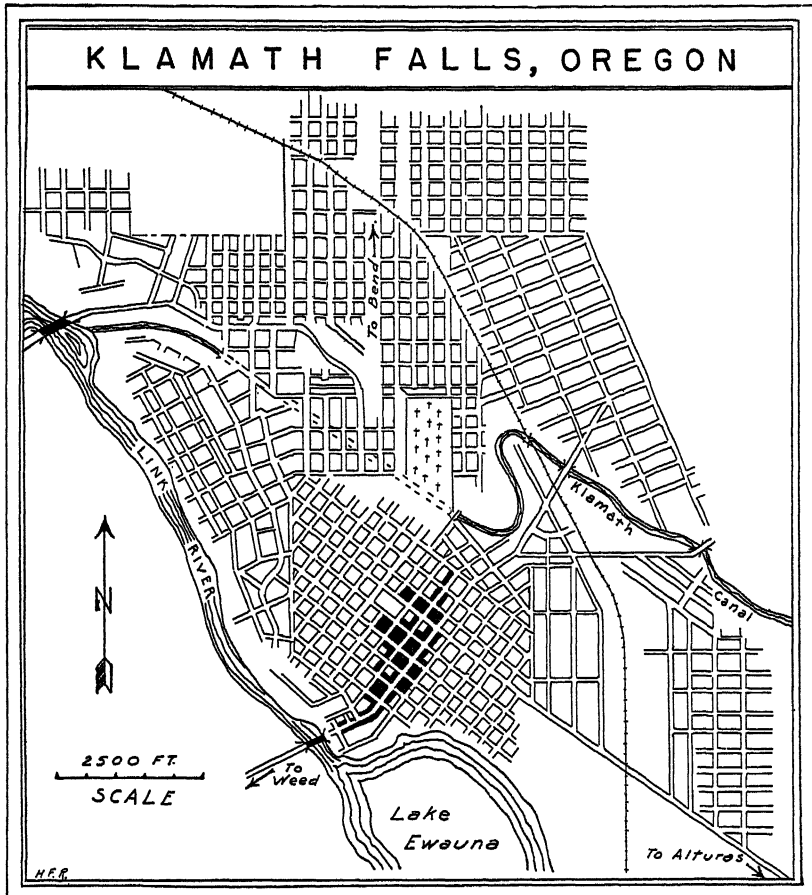 KLAMATH FALLS, OREGON
To Bend
LINK
RIVER
Klamath
Canal
N
2500 FT.
SCALE
To
Weed
Lake
Ewauna
To Alturas
H.F.R.